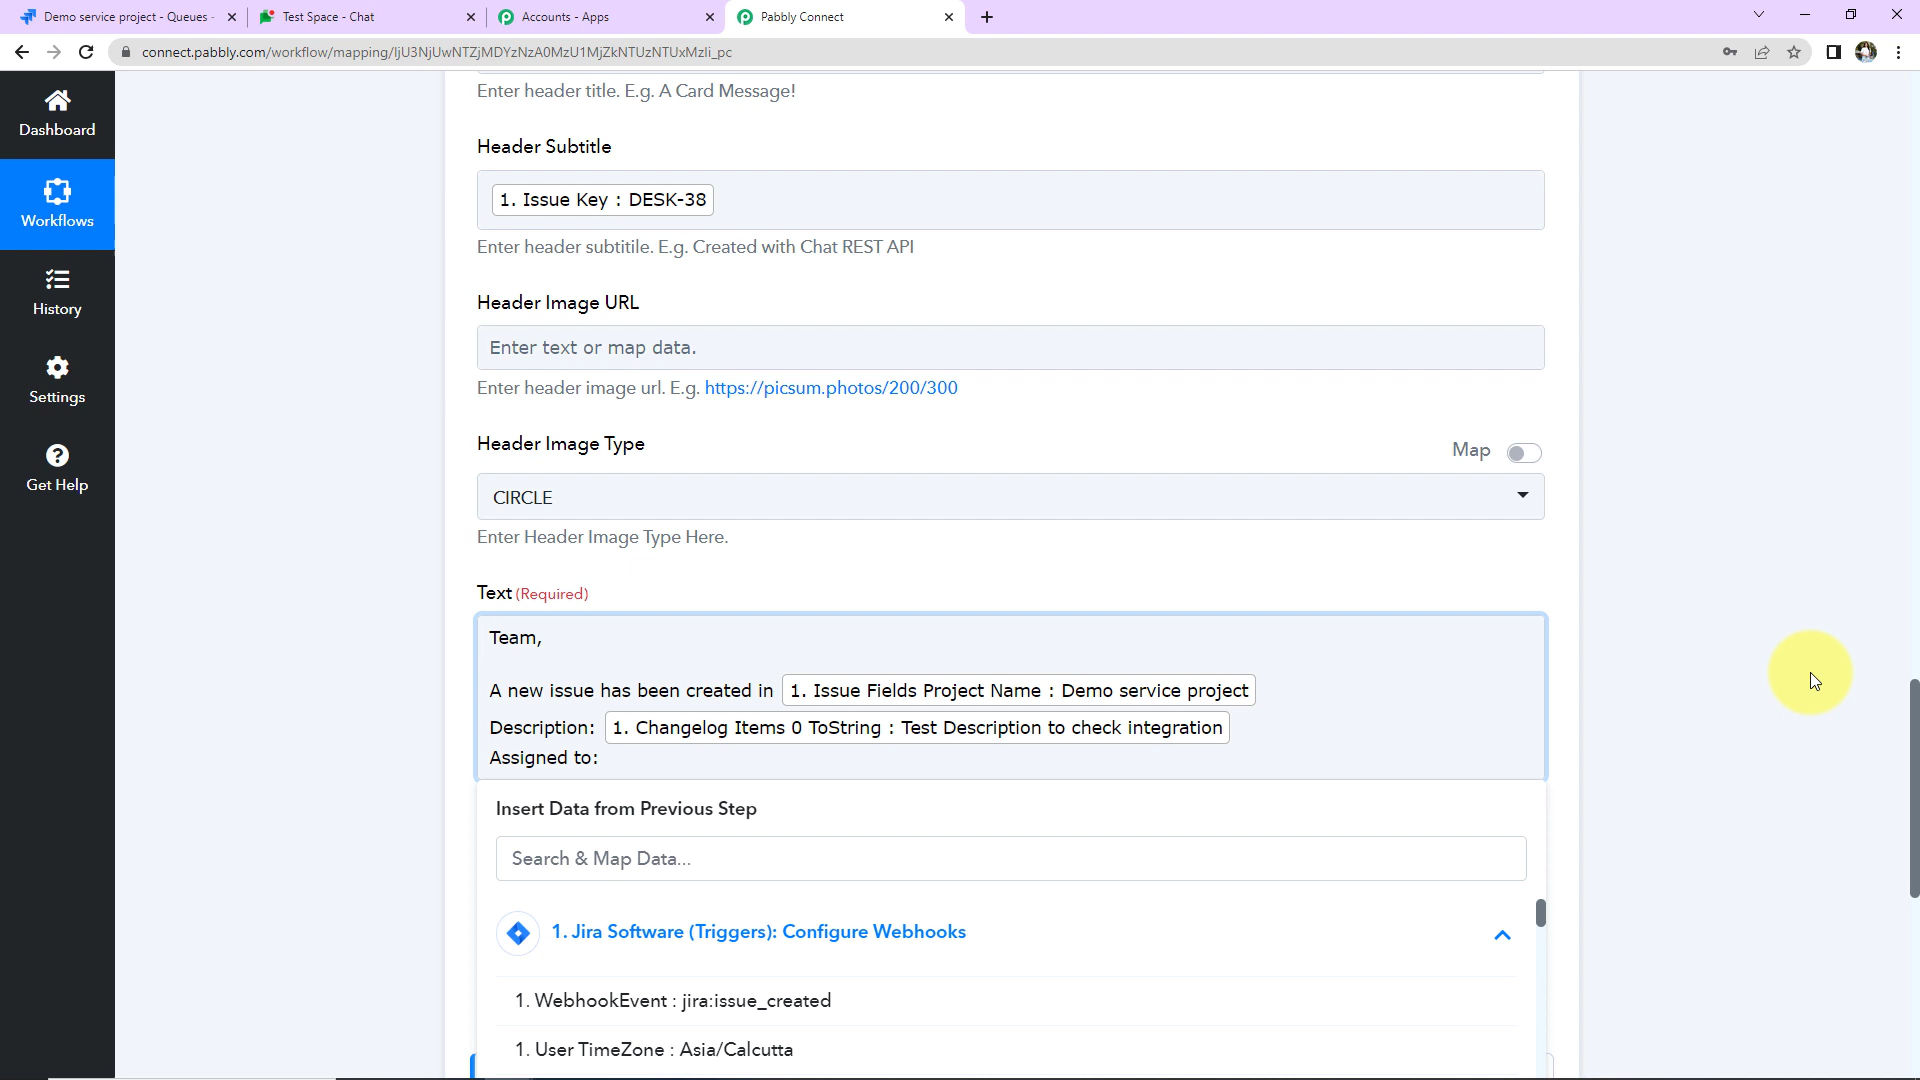 Demo service project - Queues -
Test Space - Chat
Accounts - Apps
Pabbly Connect
connect.pabbly.com/workflow/mapping/IjU3NjUwNTZjMDYzNzA0MzU1MjZkNTUzNTUxMzIi_pc
Dashboard
Workflows
History
Settings
Get Help
Enter header title. E.g. A Card Message!
Header Subtitle
1. Issue Key : DESK-38
Enter header subtitile. E.g. Created with Chat REST API
Header Image URL
Enter text or map data.
Enter header image url. E.g. https://picsum.photos/200/300
Header Image Type
Map
CIRCLE
Enter Header Image Type Here.
Text (Required)
Team,
A new issue has been created in 1. Issue Fields Project Name : Demo service project
Description: 1. Changelog Items 0 ToString : Test Description to check integration
Assigned to:
Insert Data from Previous Step
Search & Map Data...
1. Jira Software (Triggers): Configure Webhooks
1. WebhookEvent : jira:issue_created
1. User TimeZone : Asia/Calcutta